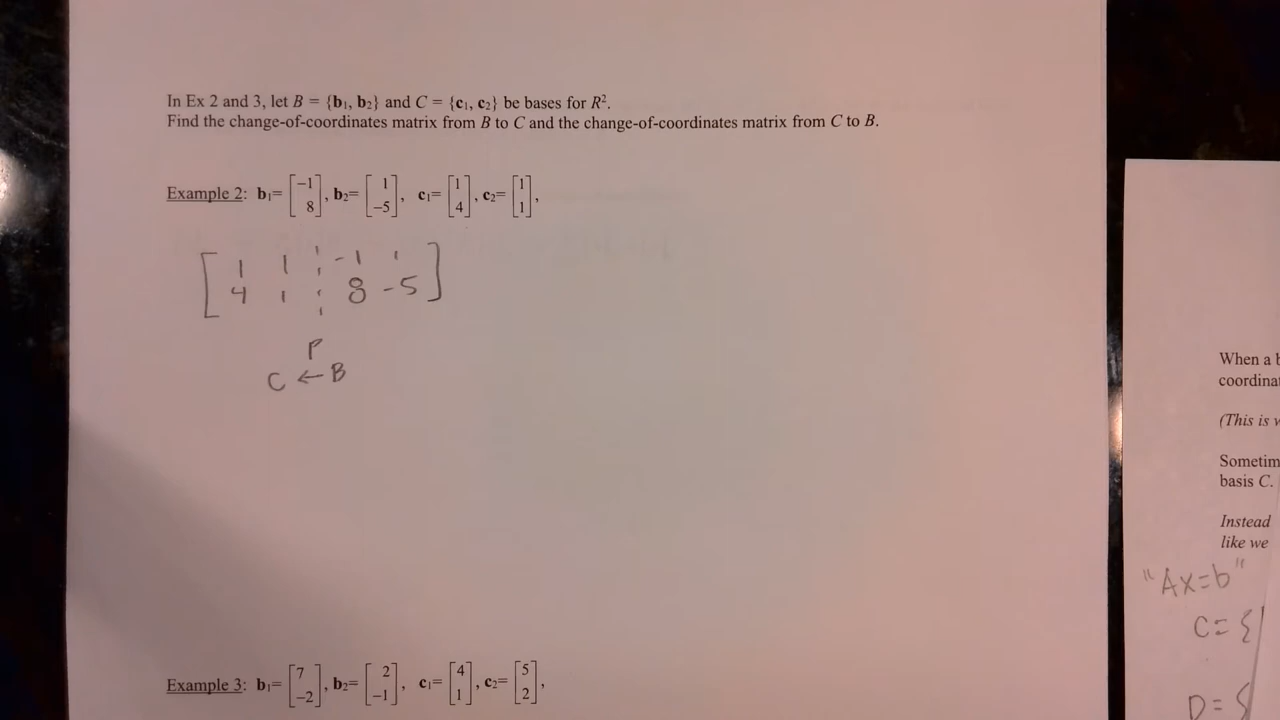 In Ex 2 and 3, let B = {b₁, b₂} and C = {c₁, c₂} be bases for R².
Find the change-of-coordinates matrix from B to C and the change-of-coordinates matrix from C to B.
Example 2: b₁= [−1 8], b₂= [1 −5], c₁= [1 4], c₂= [1 1],
[ 1 1 ¦ -1 1
4 1 ¦ 8 -5 ]
P
C ← B
Example 3: b₁= [7 −2], b₂= [2 −1], c₁= [4 1], c₂= [5 2],
When a b
coordina
(This is
Sometim
basis C.
Instead
like we
"Ax=b"
C = {
D = {